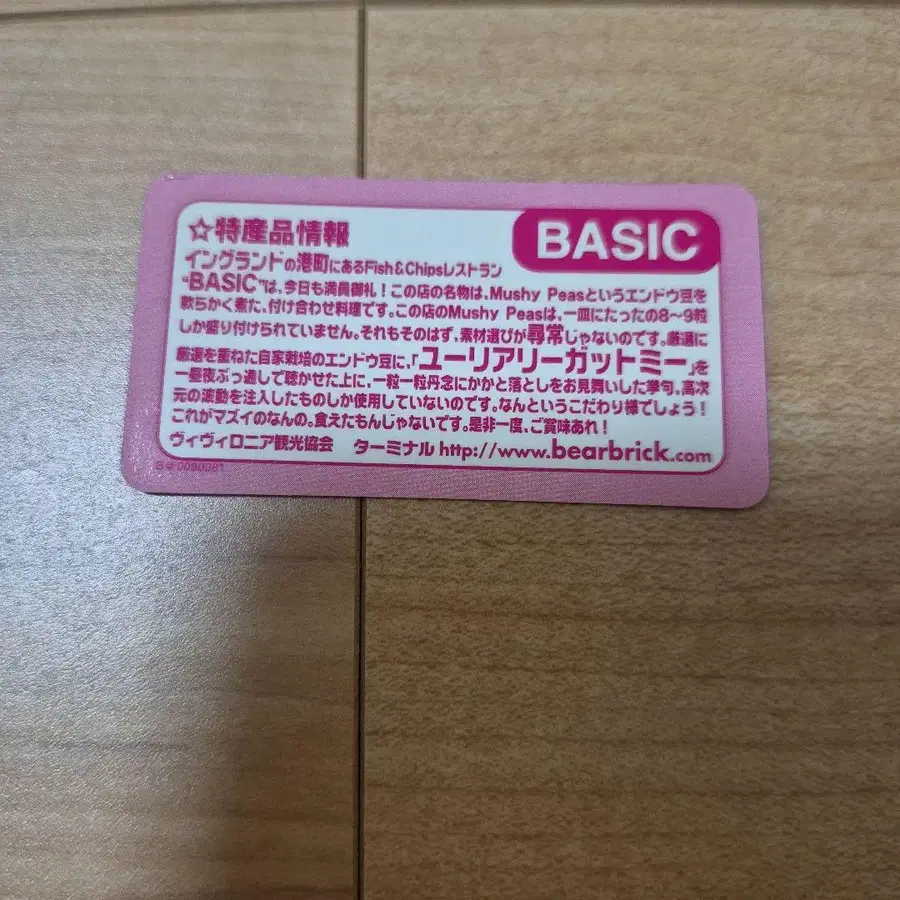 ☆特産品情報
BASIC
イングランドの港町にあるFish&Chipsレストラン
“BASIC”は、今日も満員御礼!この店の名物は、Mushy Peasというエンドウ豆を
軟らかく煮た、付け合わせ料理です。この店のMushy Peasは、一皿にたったの8〜9粒
しか盛り付けられていません。それもそのはず、素材選びが尋常じゃないのです。厳選に
厳選を重ねた自家栽培のエンドウ豆に、「ユーリアリーガットミー」を
一昼夜ぶっ通しで聴かせた上に、一粒一粒丹念にかかと落としをお見舞いした挙句、高次
元の波動を注入したものしか使用していないのです。なんというこだわり様でしょう!
これがマズイのなんの。食えたもんじゃないです。是非一度、ご賞味あれ!
ヴィヴィロニア観光協会 ターミナル http://www.bearbrick.com